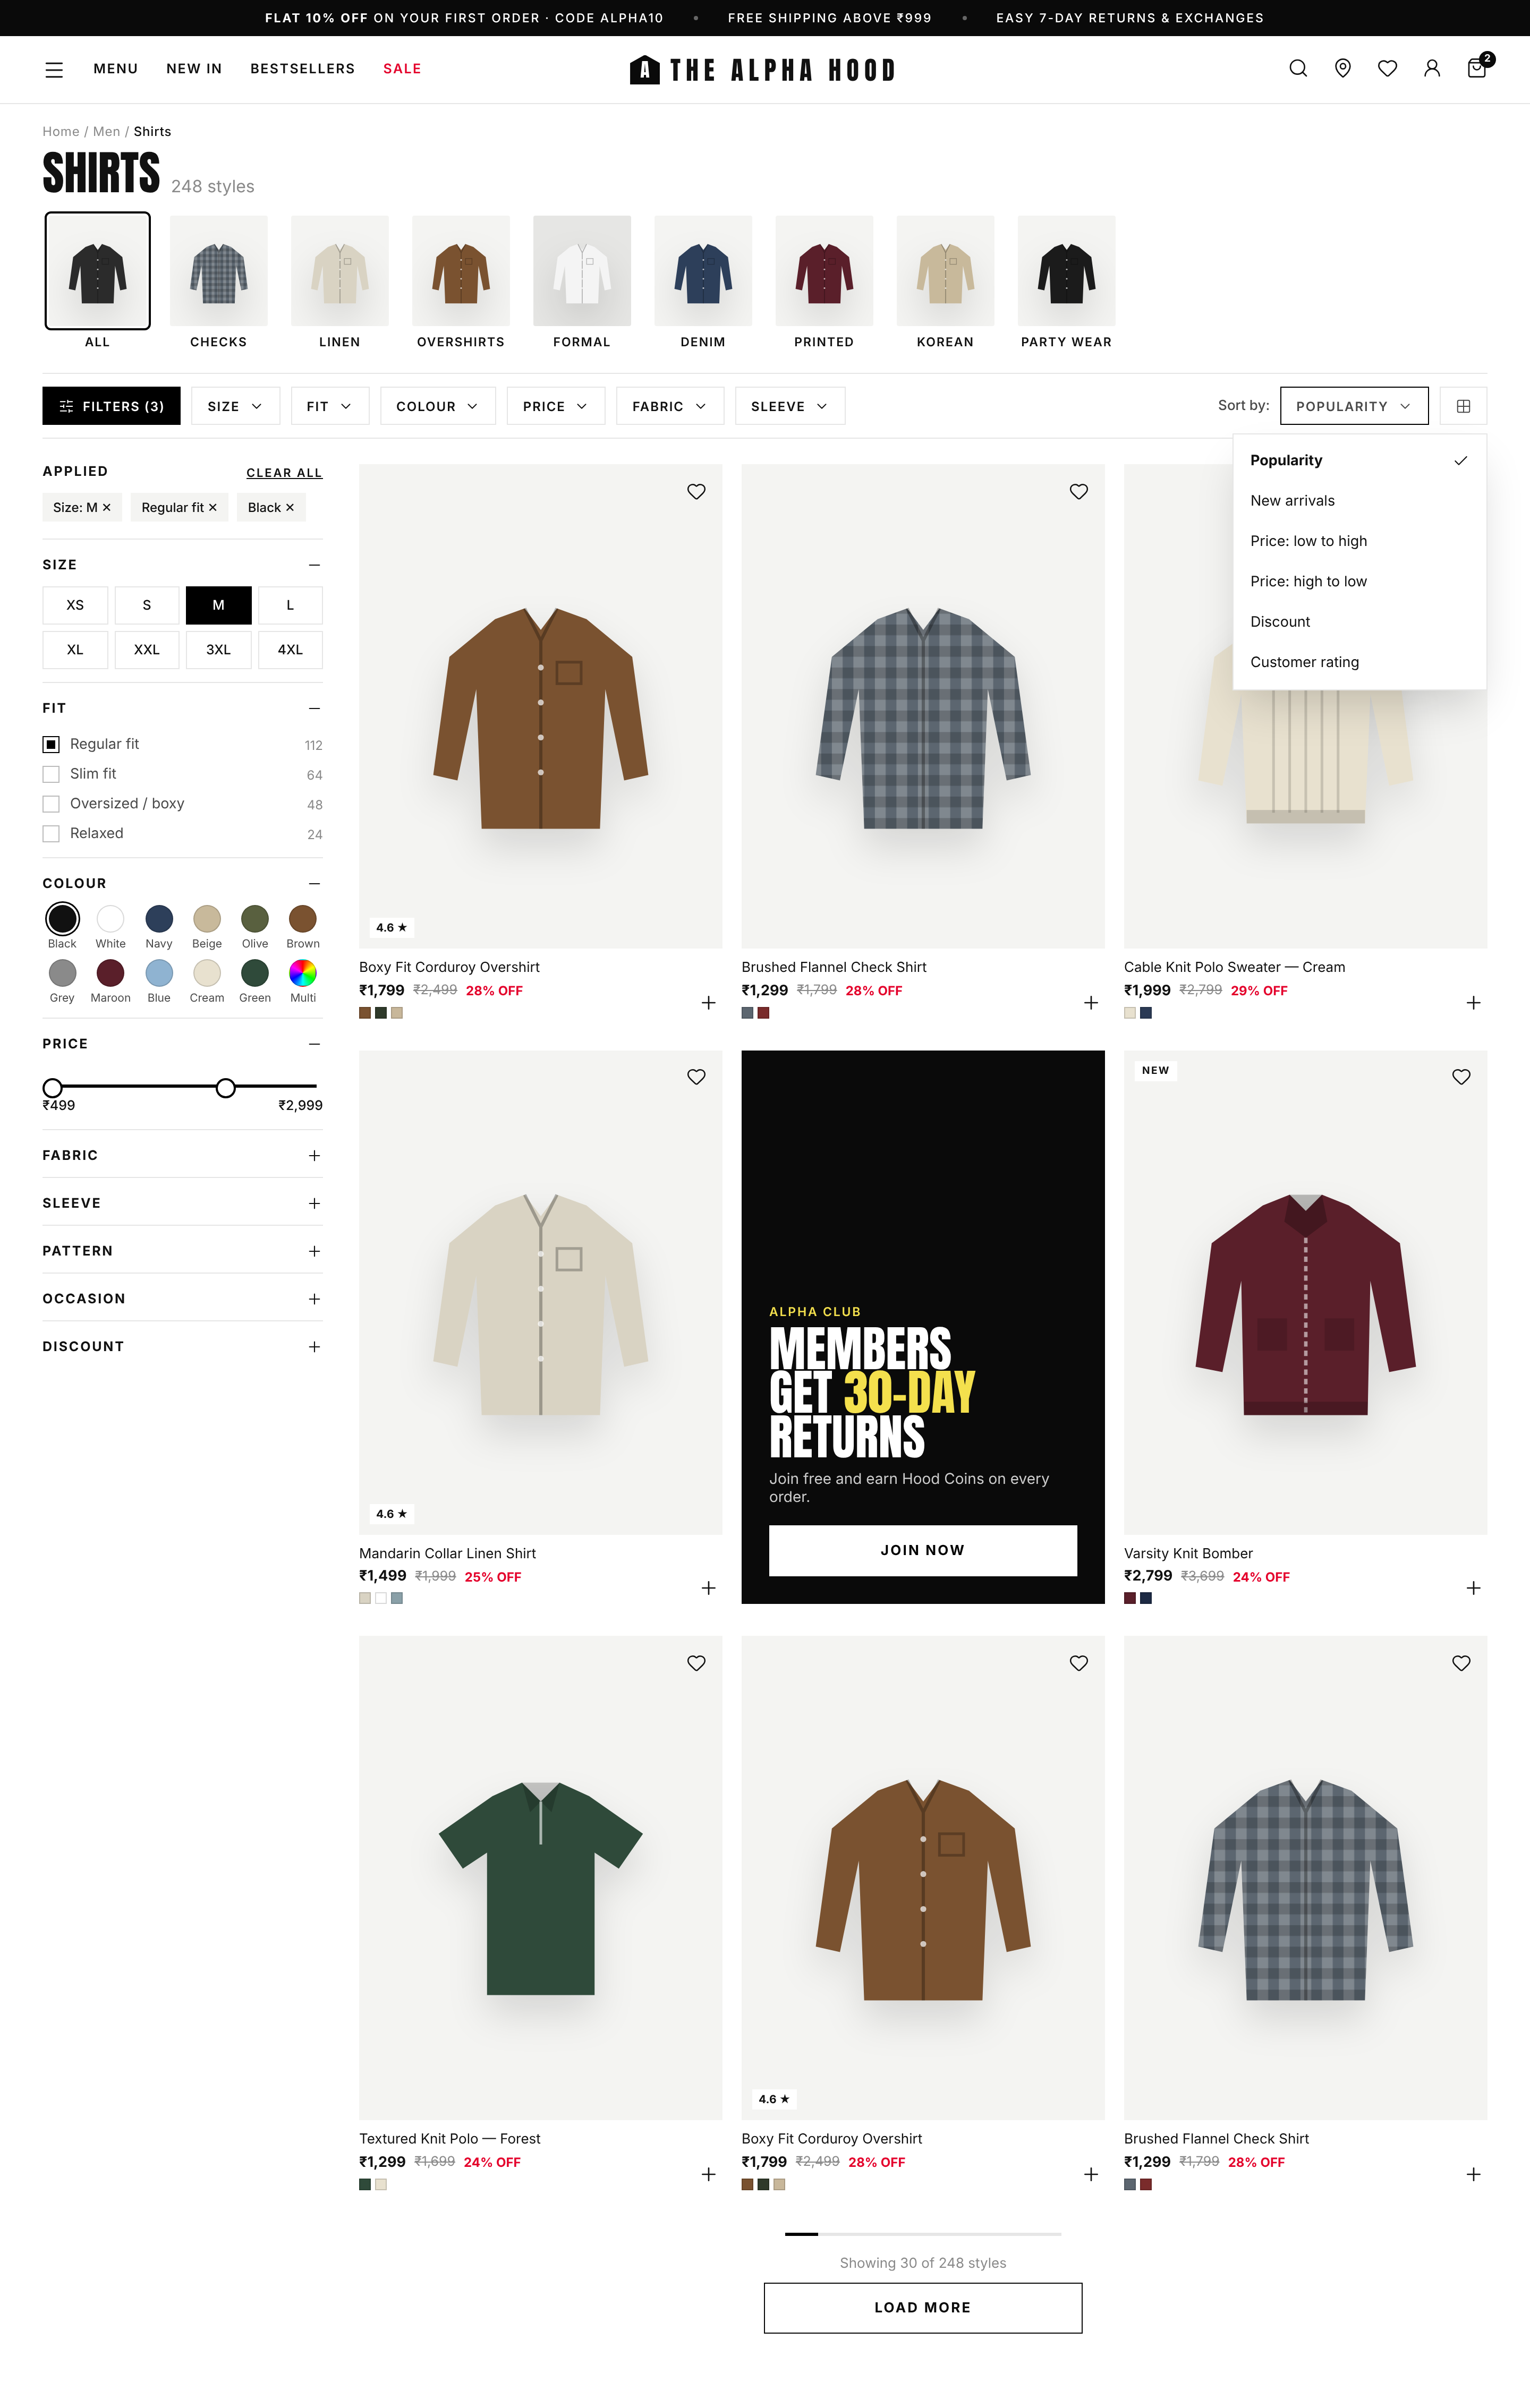 FLAT 10% OFF ON YOUR FIRST ORDER · CODE ALPHA10 • FREE SHIPPING ABOVE ₹999 • EASY 7-DAY RETURNS & EXCHANGES
MENU NEW IN BESTSELLERS SALE
A THE ALPHA HOOD
2
Home / Men / Shirts
SHIRTS 248 styles
ALL CHECKS LINEN OVERSHIRTS FORMAL DENIM PRINTED KOREAN PARTY WEAR
FILTERS (3) SIZE FIT COLOUR PRICE FABRIC SLEEVE
Sort by: POPULARITY
Popularity
New arrivals
Price: low to high
Price: high to low
Discount
Customer rating
APPLIED CLEAR ALL
Size: M ✕ Regular fit ✕ Black ✕
SIZE
XS S M L
XL XXL 3XL 4XL
FIT
Regular fit 112
Slim fit 64
Oversized / boxy 48
Relaxed 24
COLOUR
Black White Navy Beige Olive Brown
Grey Maroon Blue Cream Green Multi
PRICE
₹499 ₹2,999
FABRIC
SLEEVE
PATTERN
OCCASION
DISCOUNT
4.6 ★
Boxy Fit Corduroy Overshirt
₹1,799 ₹2,499 28% OFF
Brushed Flannel Check Shirt
₹1,299 ₹1,799 28% OFF
Cable Knit Polo Sweater — Cream
₹1,999 ₹2,799 29% OFF
4.6 ★
Mandarin Collar Linen Shirt
₹1,499 ₹1,999 25% OFF
ALPHA CLUB
MEMBERS
GET 30-DAY
RETURNS
Join free and earn Hood Coins on every
order.
JOIN NOW
NEW
Varsity Knit Bomber
₹2,799 ₹3,699 24% OFF
Textured Knit Polo — Forest
₹1,299 ₹1,699 24% OFF
4.6 ★
Boxy Fit Corduroy Overshirt
₹1,799 ₹2,499 28% OFF
Brushed Flannel Check Shirt
₹1,299 ₹1,799 28% OFF
Showing 30 of 248 styles
LOAD MORE